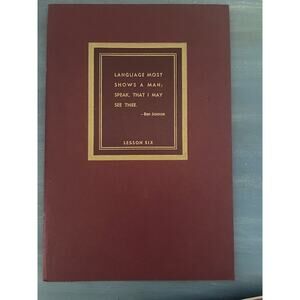 LANGUAGE MOST
SHOWS A MAN;
SPEAK, THAT I MAY
SEE THEE.
—Ben Jonson
LESSON SIX